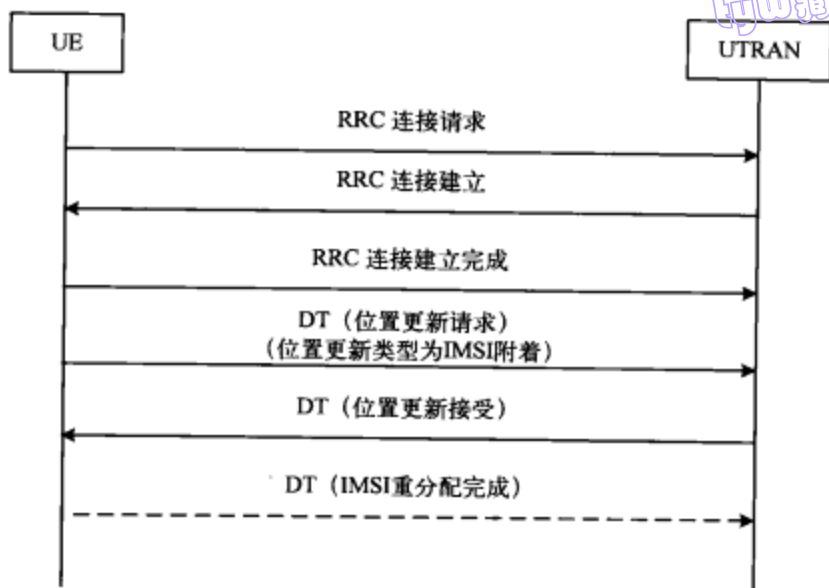 UE
UTRAN
RRC 连接请求
RRC 连接建立
RRC 连接建立完成
DT（位置更新请求）
（位置更新类型为IMSI附着）
DT（位置更新接受）
DT（IMSI重分配完成）